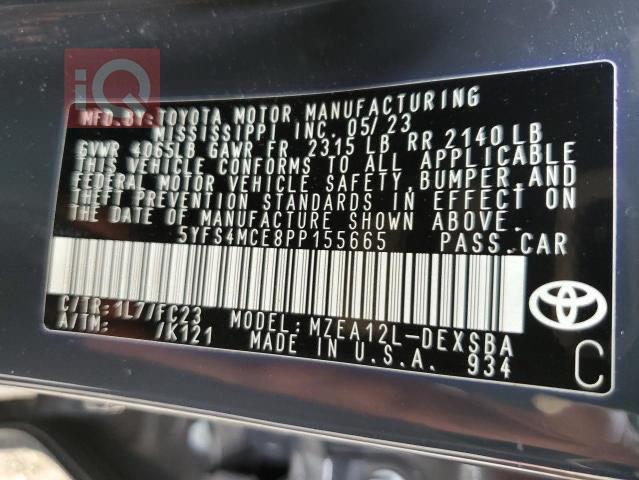 iQ
MFD. BY: TOYOTA MOTOR MANUFACTURING
MISSISSIPPI INC. 05/23
GVWR 4065LB GAWR FR 2315 LB RR 2140 LB
THIS VEHICLE CONFORMS TO ALL APPLICABLE
FEDERAL MOTOR VEHICLE SAFETY, BUMPER, AND
THEFT PREVENTION STANDARDS IN EFFECT ON
THE DATE OF MANUFACTURE SHOWN ABOVE.
5YFS4MCE8PP155665 PASS. CAR
C/TR: 1L7/FC23 MODEL: MZEA12L-DEXSBA
A/TM: /K121 MADE IN U.S.A. 934
C